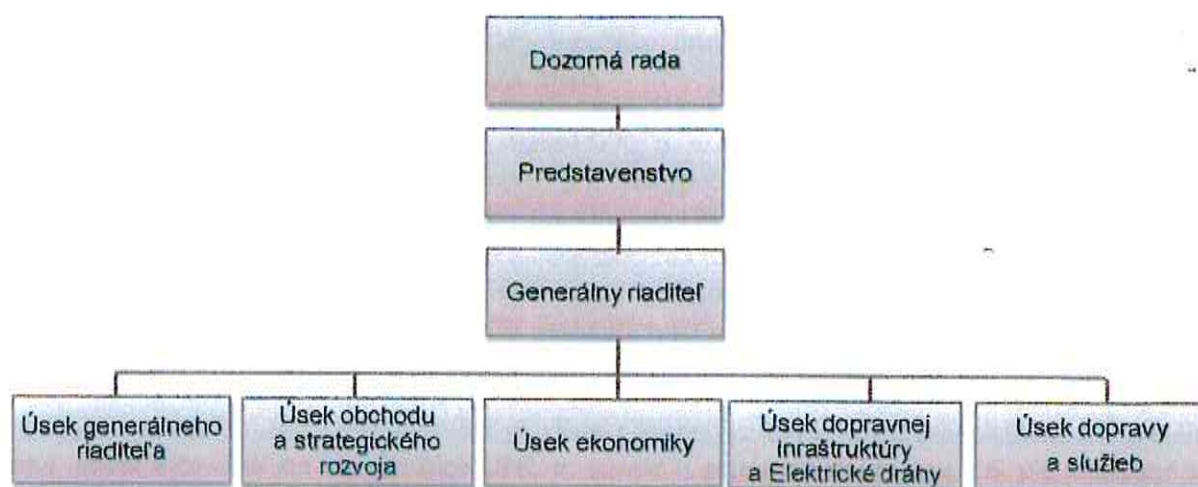 Dozorná rada
Predstavenstvo
Generálny riaditeľ
Úsek generálneho
riaditeľa
Úsek obchodu
a strategického
rozvoja
Úsek ekonomiky
Úsek dopravnej
inraštruktúry
a Elektrické dráhy
Úsek dopravy
a služieb